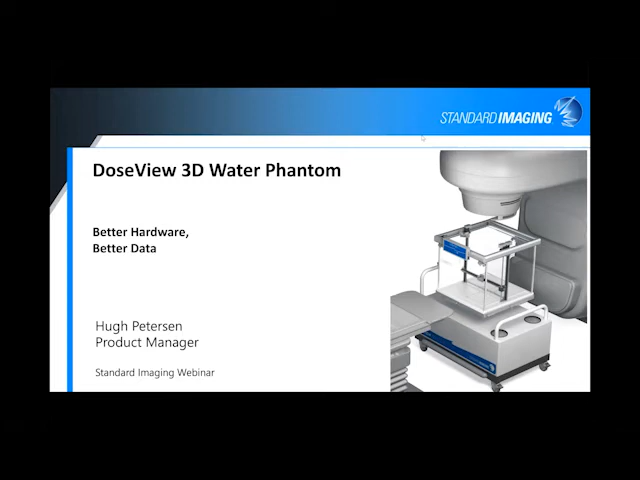 STANDARD IMAGING
DoseView 3D Water Phantom
Better Hardware,
Better Data
Hugh Petersen
Product Manager
Standard Imaging Webinar